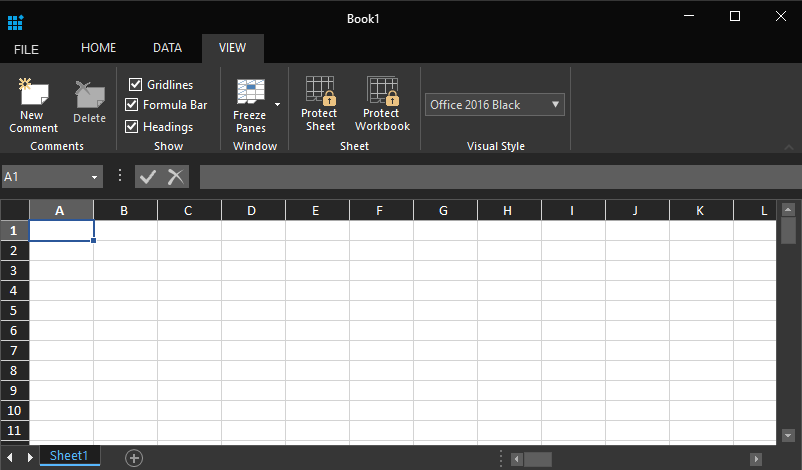 Book1
FILE HOME DATA VIEW
New Comment
Delete
Comments
Gridlines
Formula Bar
Headings
Show
Freeze Panes
Window
Protect Sheet
Protect Workbook
Sheet
Office 2016 Black
Visual Style
A1
A B C D E F G H I J K L
1
2
3
4
5
6
7
8
9
10
11
Sheet1